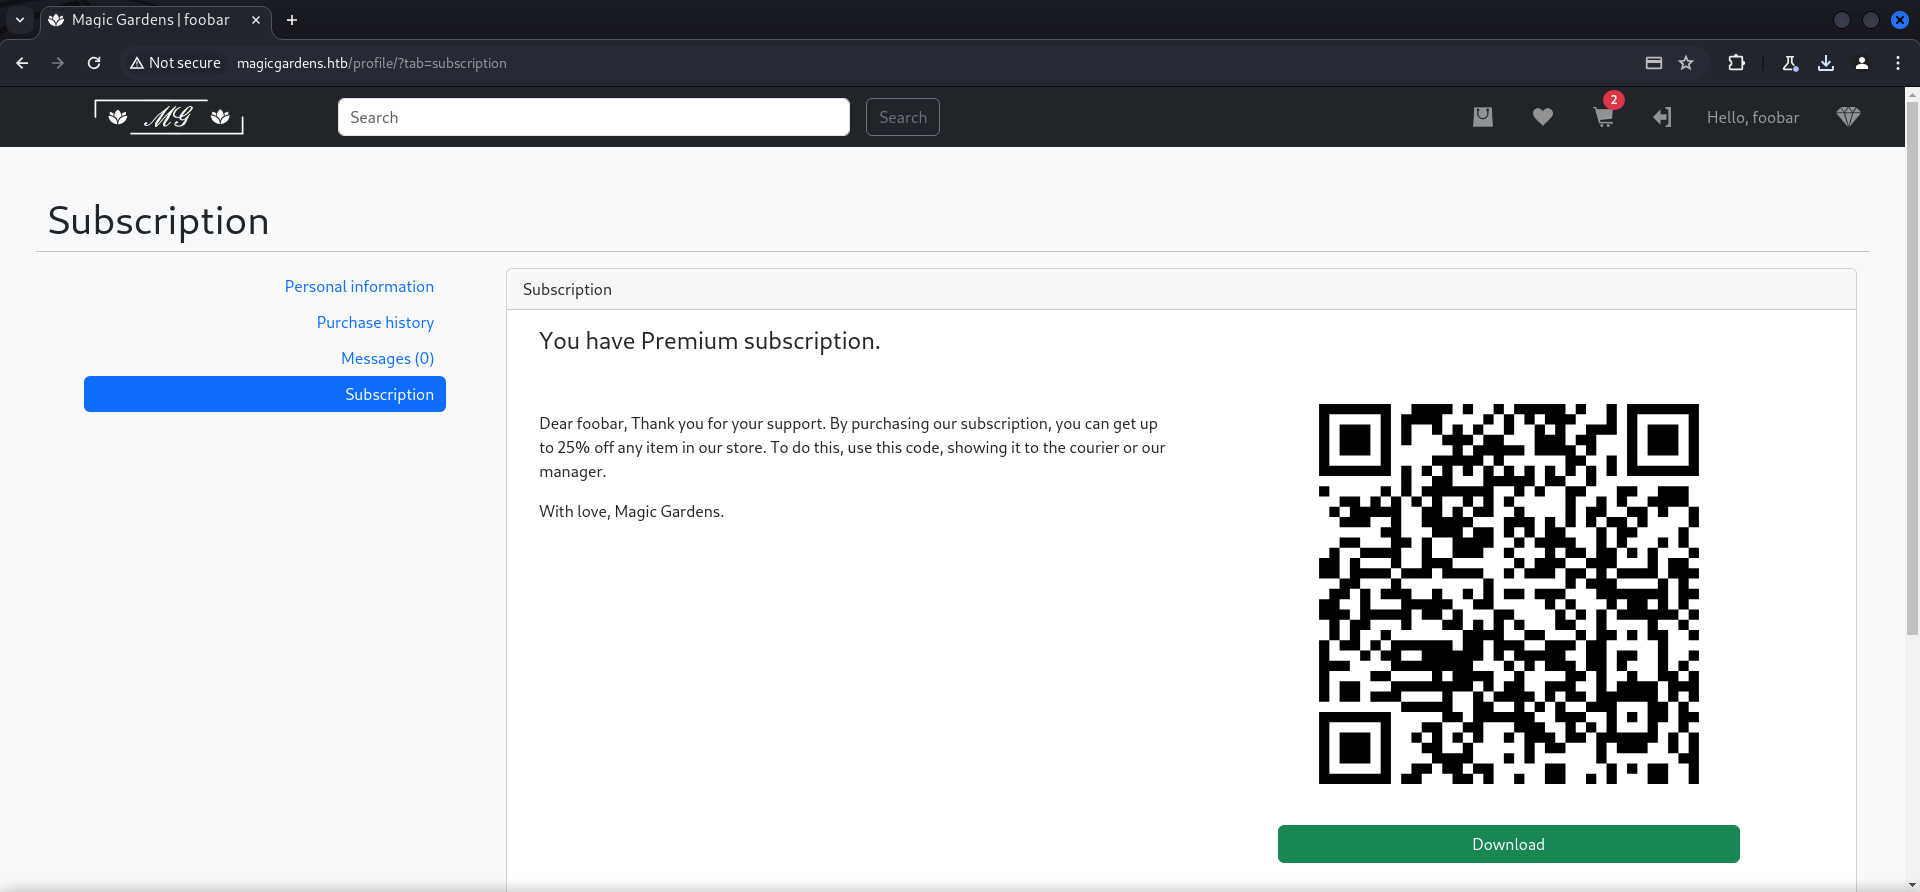 Magic Gardens | foobar
Not secure magicgardens.htb/profile/?tab=subscription
MG Search Search 2 Hello, foobar
Subscription
Personal information
Purchase history
Messages (0)
Subscription
Subscription
You have Premium subscription.
Dear foobar, Thank you for your support. By purchasing our subscription, you can get up
to 25% off any item in our store. To do this, use this code, showing it to the courier or our
manager.
With love, Magic Gardens.
Download